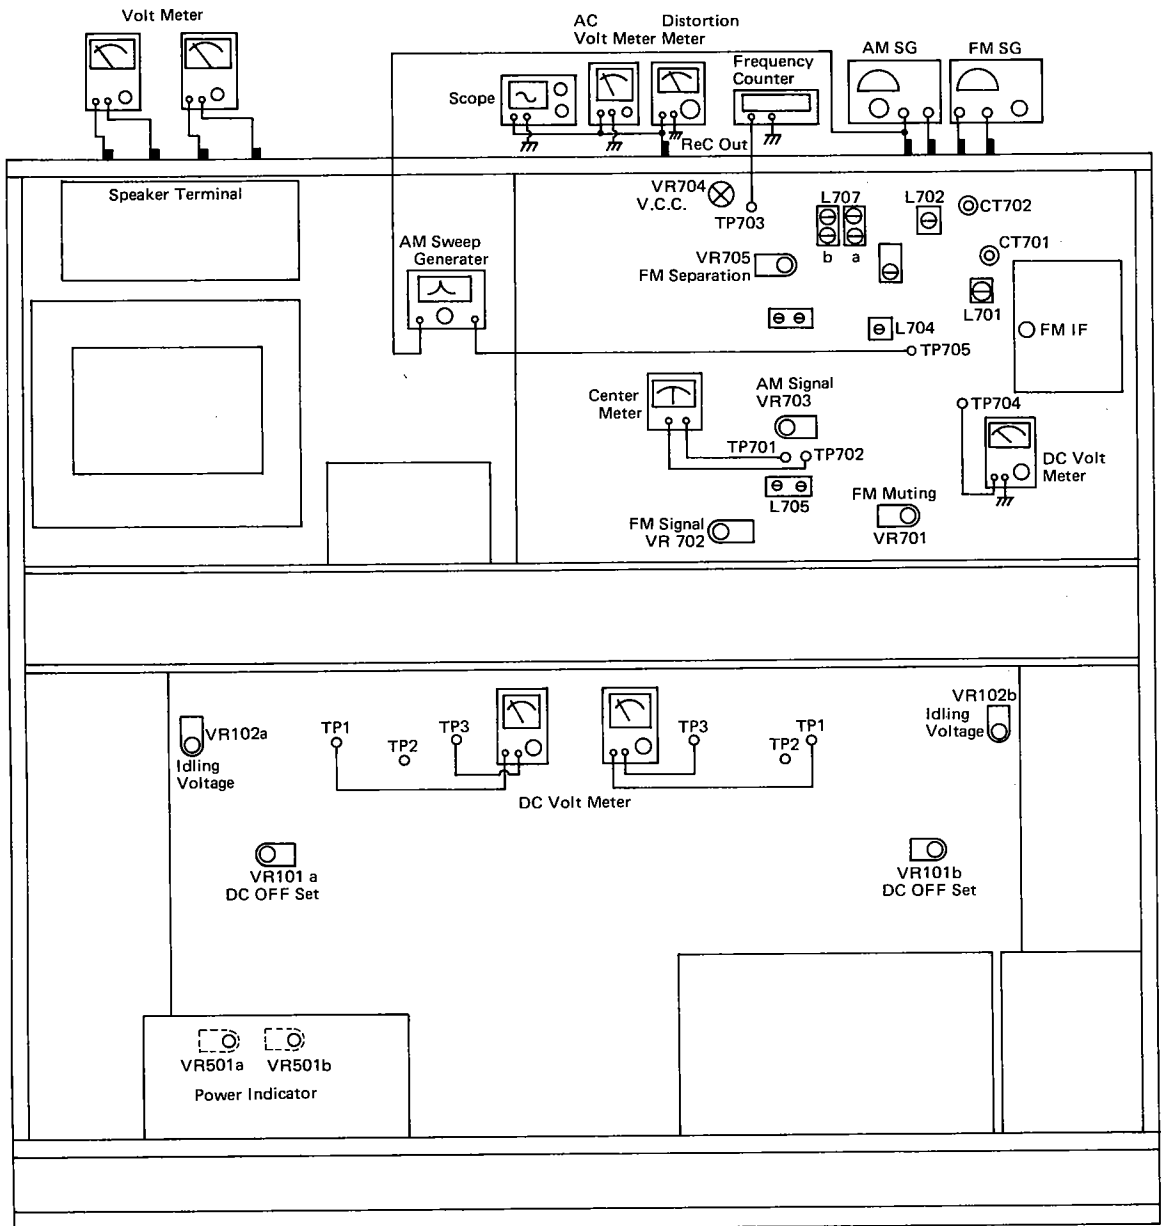 Volt Meter
AC
Volt Meter
Distortion
Meter
AM SG
FM SG
Scope
Frequency
Counter
ReC Out
Speaker Terminal
VR704
V.C.C.
TP703
L707
b
a
L702
CT702
CT701
AM Sweep
Generater
VR705
FM Separation
L701
FM IF
L704
TP705
Center
Meter
AM Signal
VR703
TP704
TP701
TP702
DC Volt
Meter
L705
FM Muting
VR701
FM Signal
VR 702
VR102a
Idling
Voltage
TP1
TP2
TP3
DC Volt Meter
TP3
TP2
TP1
VR102b
Idling
Voltage
VR101 a
DC OFF Set
VR101b
DC OFF Set
VR501a
VR501b
Power Indicator